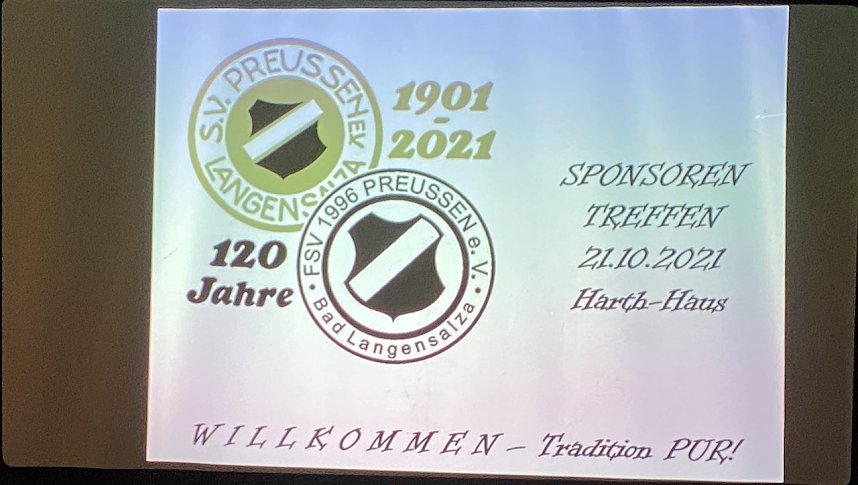 S.V. PREUSSEN e.V.
LANGENSALZA
1901
-
2021
FSV 1996 PREUSSEN e. V.
• Bad Langensalza •
120
Jahre
SPONSOREN
TREFFEN
21.10.2021
Harth-Haus
WILLKOMMEN – Tradition PUR!